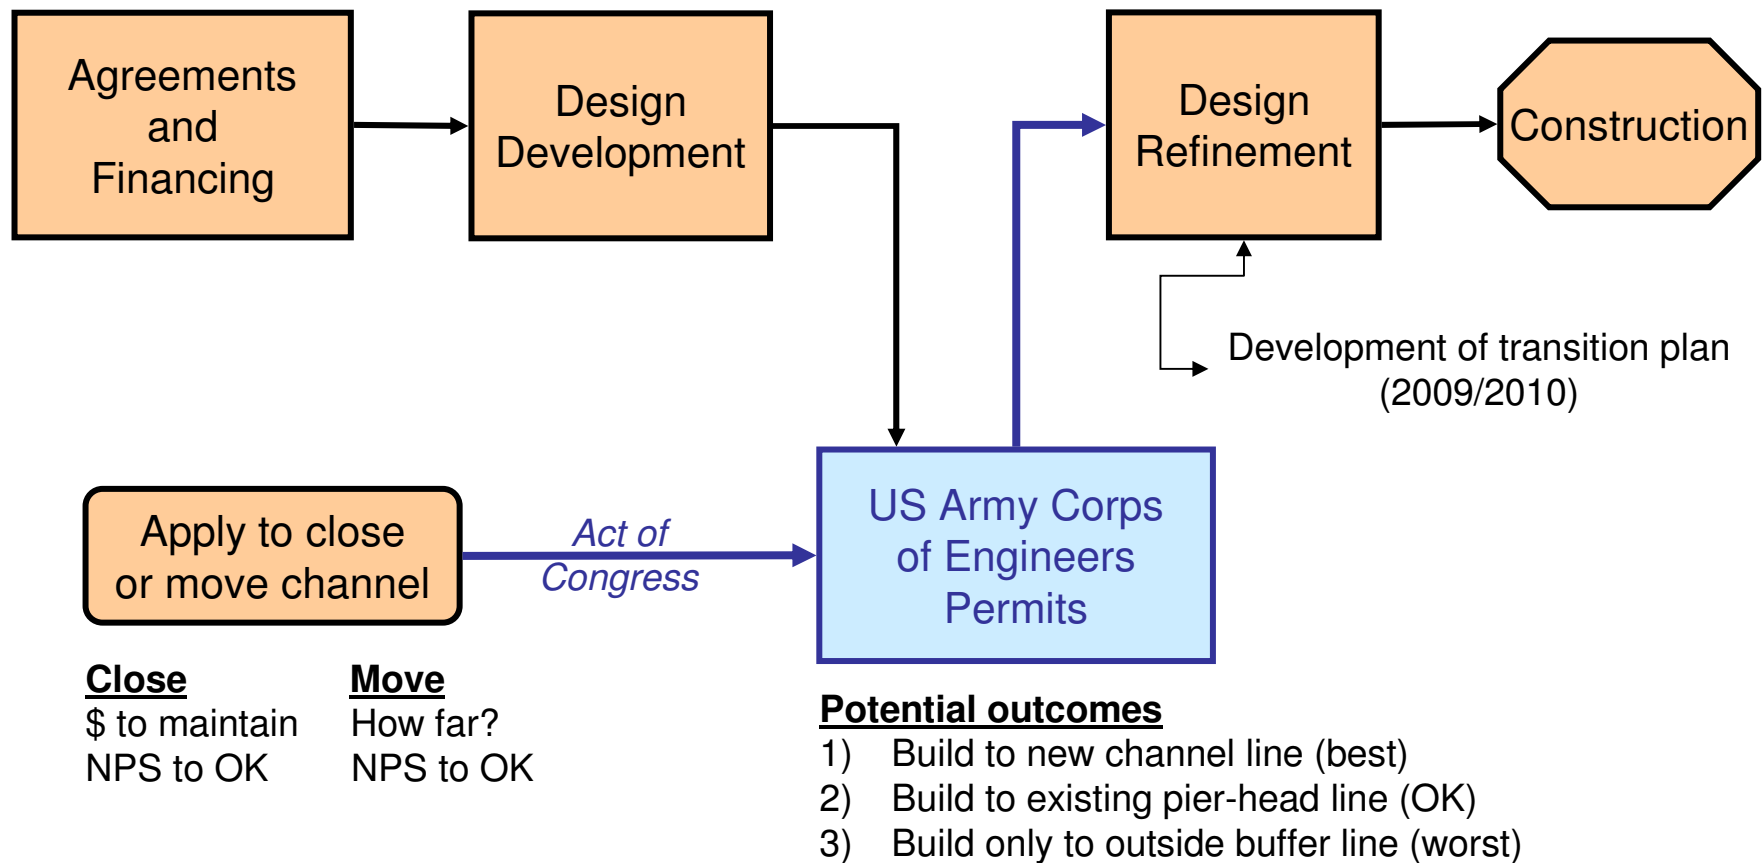 Agreements
and
Financing
Design
Development
Design
Refinement
Construction
Development of transition plan
(2009/2010)
Apply to close
or move channel
Act of
Congress
US Army Corps
of Engineers
Permits
Close
$ to maintain
NPS to OK
Move
How far?
NPS to OK
Potential outcomes
1) Build to new channel line (best)
2) Build to existing pier-head line (OK)
3) Build only to outside buffer line (worst)